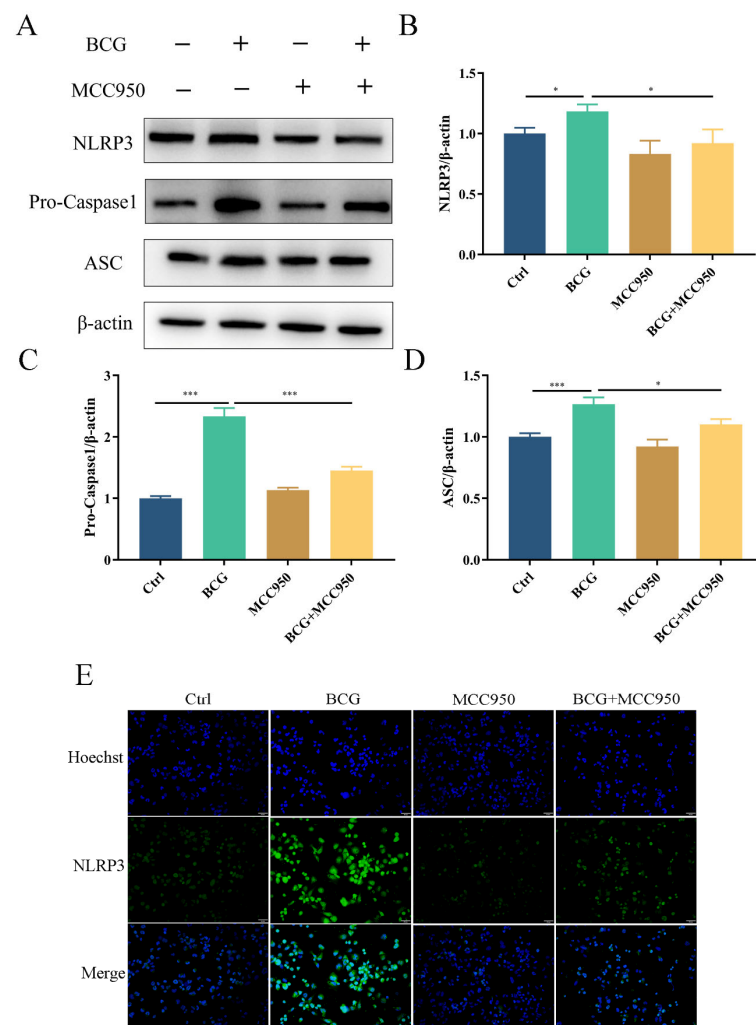 A
BCG − + − +
MCC950 − − + +
NLRP3
Pro-Caspase1
ASC
β-actin
B
NLRP3/β-actin
1.5
1.0
0.5
0.0
* *
Ctrl
BCG
MCC950
BCG+MCC950
C
Pro-Caspase1/β-actin
3
2
1
0
*** ***
Ctrl
BCG
MCC950
BCG+MCC950
D
ASC/β-actin
1.5
1.0
0.5
0.0
*** *
Ctrl
BCG
MCC950
BCG+MCC950
E
Ctrl BCG MCC950 BCG+MCC950
Hoechst
NLRP3
Merge